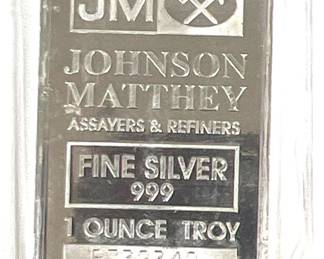 JM
JOHNSON
MATTHEY
ASSAYERS & REFINERS
FINE SILVER
999
1 OUNCE TROY